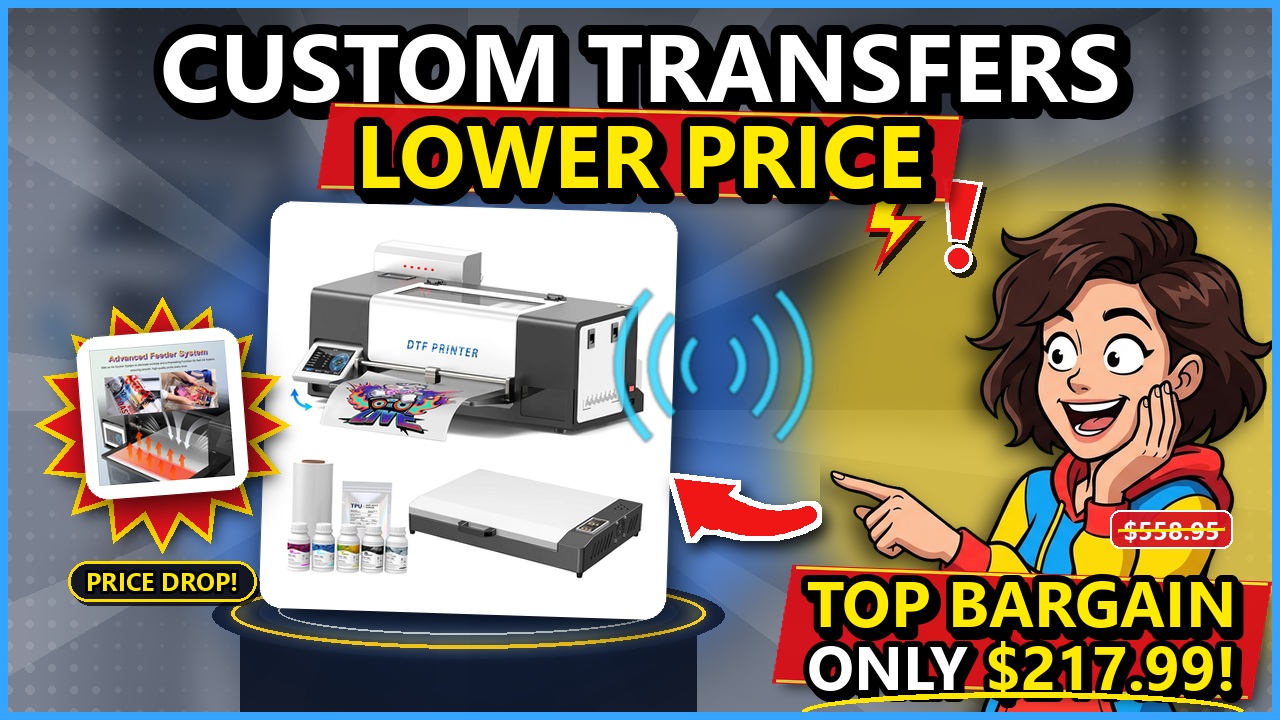 CUSTOM TRANSFERS
LOWER PRICE
!
Advanced Feeder System
DTF PRINTER
TPU
PRICE DROP!
$558.95
TOP BARGAIN
ONLY $217.99!